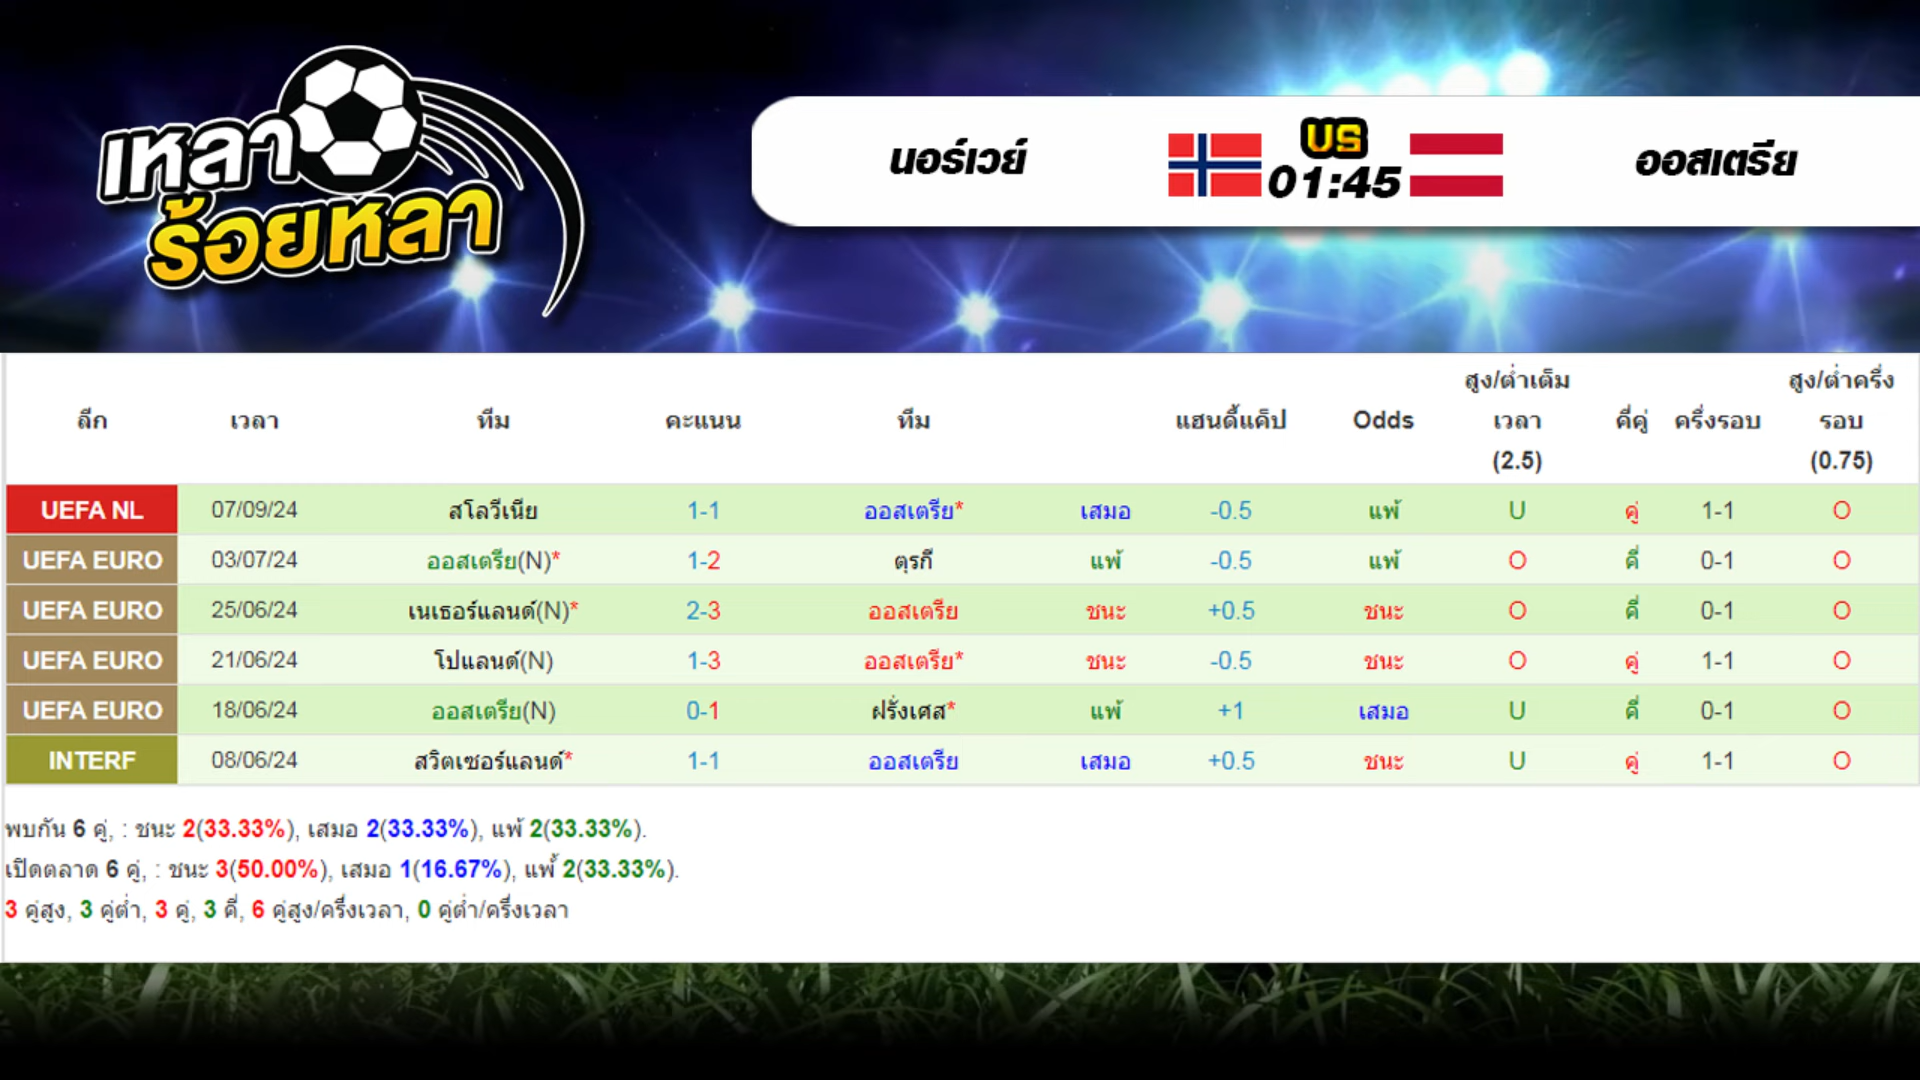 เหลา
ร้อยหลา
นอร์เวย์ US ออสเตรีย
01:45
ลีก เวลา ทีม คะแนน ทีม แฮนดี้แค็ป Odds สูง/ต่ำเต็มเวลา (2.5) คี่คู่ ครึ่งรอบ สูง/ต่ำครึ่งรอบ (0.75)
UEFA NL 07/09/24 สโลวีเนีย 1-1 ออสเตรีย* เสมอ -0.5 แพ้ U คู่ 1-1 O
UEFA EURO 03/07/24 ออสเตรีย(N)* 1-2 ตุรกี แพ้ -0.5 แพ้ O คี่ 0-1 O
UEFA EURO 25/06/24 เนเธอร์แลนด์(N)* 2-3 ออสเตรีย ชนะ +0.5 ชนะ O คี่ 0-1 O
UEFA EURO 21/06/24 โปแลนด์(N) 1-3 ออสเตรีย* ชนะ -0.5 ชนะ O คู่ 1-1 O
UEFA EURO 18/06/24 ออสเตรีย(N) 0-1 ฝรั่งเศส* แพ้ +1 เสมอ U คี่ 0-1 O
INTERF 08/06/24 สวิตเซอร์แลนด์* 1-1 ออสเตรีย เสมอ +0.5 ชนะ U คู่ 1-1 O
พบกัน 6 คู่, : ชนะ 2(33.33%), เสมอ 2(33.33%), แพ้ 2(33.33%).
เปิดตลาด 6 คู่, : ชนะ 3(50.00%), เสมอ 1(16.67%), แพ้ 2(33.33%).
3 คู่สูง, 3 คู่ต่ำ, 3 คู่, 3 คี่, 6 คู่สูง/ครึ่งเวลา, 0 คู่ต่ำ/ครึ่งเวลา